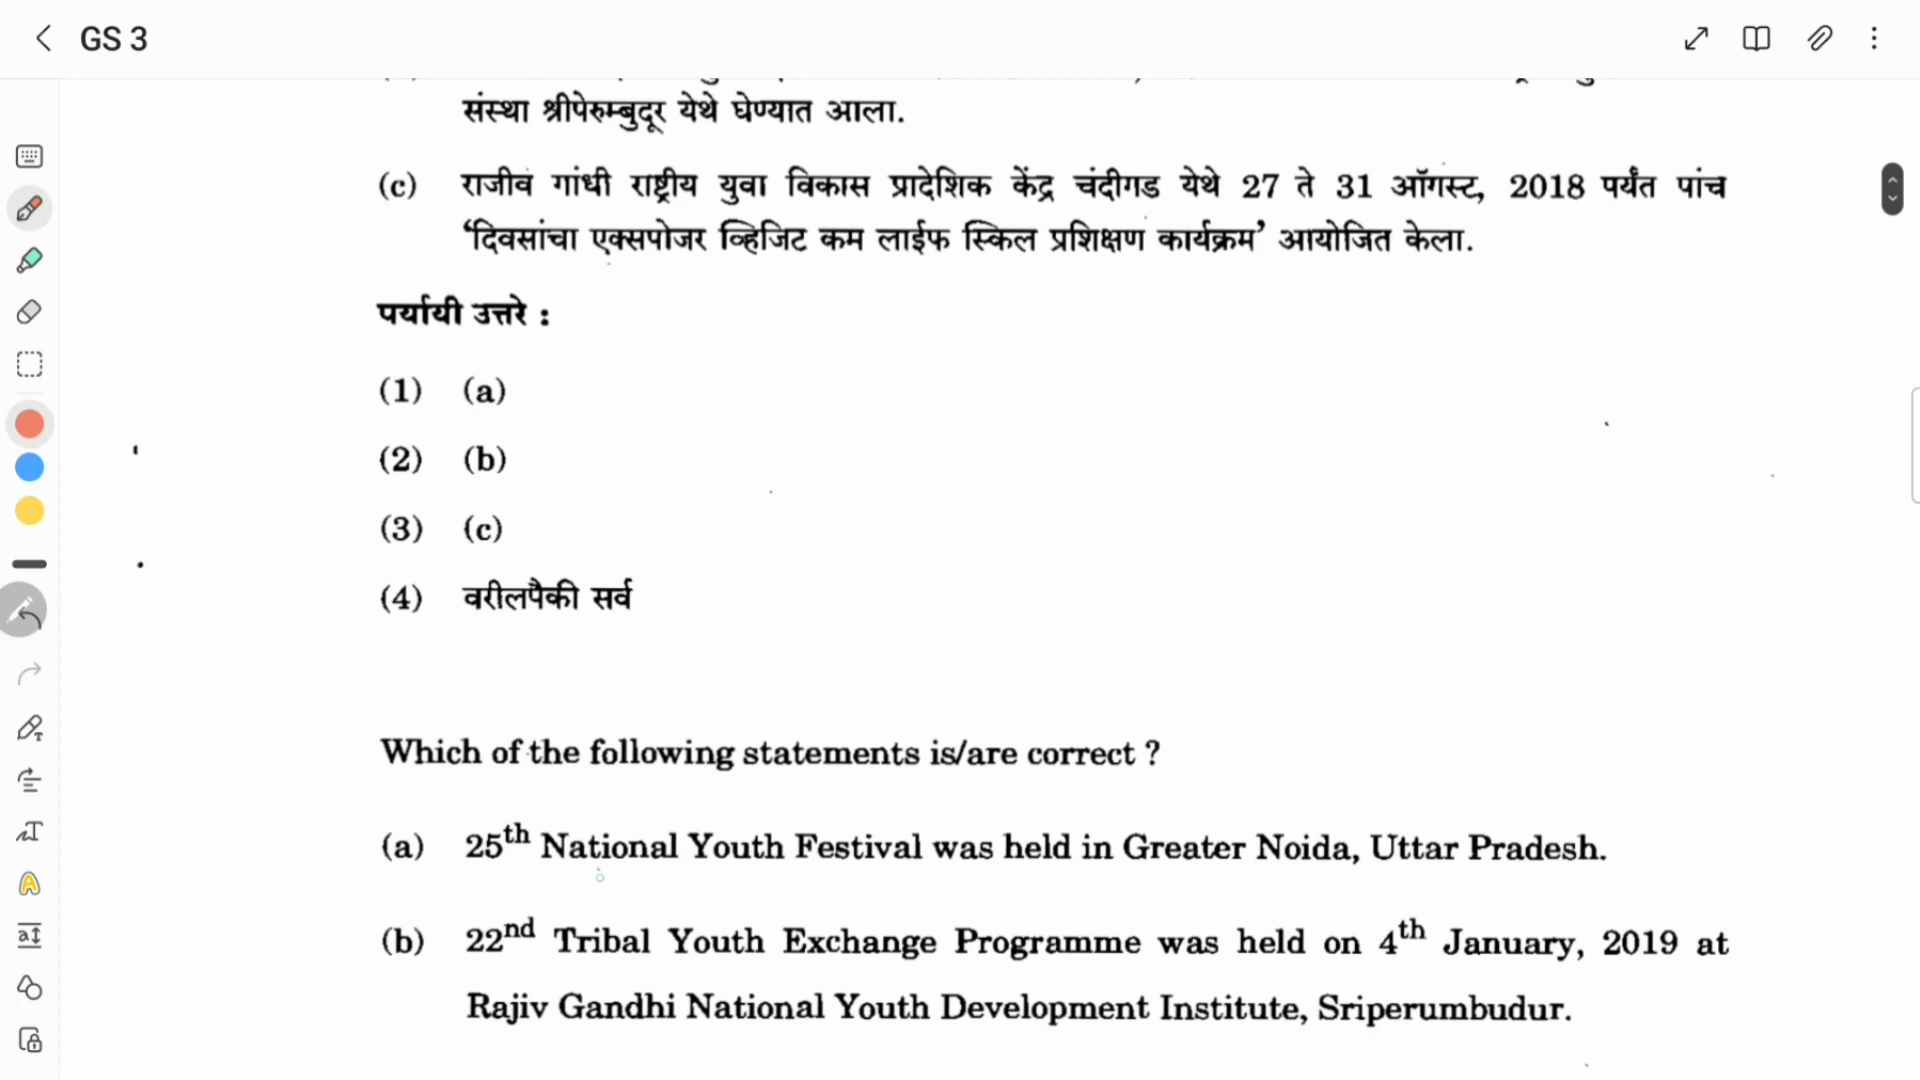 GS 3
संस्था श्रीपेरुम्बुदूर येथे घेण्यात आला.
(c) राजीव गांधी राष्ट्रीय युवा विकास प्रादेशिक केंद्र चंदीगड येथे 27 ते 31 ऑगस्ट, 2018 पर्यंत पांच
‘दिवसांचा एक्सपोजर व्हिजिट कम लाईफ स्किल प्रशिक्षण कार्यक्रम’ आयोजित केला.
पर्यायी उत्तरे :
(1) (a)
(2) (b)
(3) (c)
(4) वरीलपैकी सर्व
Which of the following statements is/are correct ?
(a) 25th National Youth Festival was held in Greater Noida, Uttar Pradesh.
(b) 22nd Tribal Youth Exchange Programme was held on 4th January, 2019 at
Rajiv Gandhi National Youth Development Institute, Sriperumbudur.